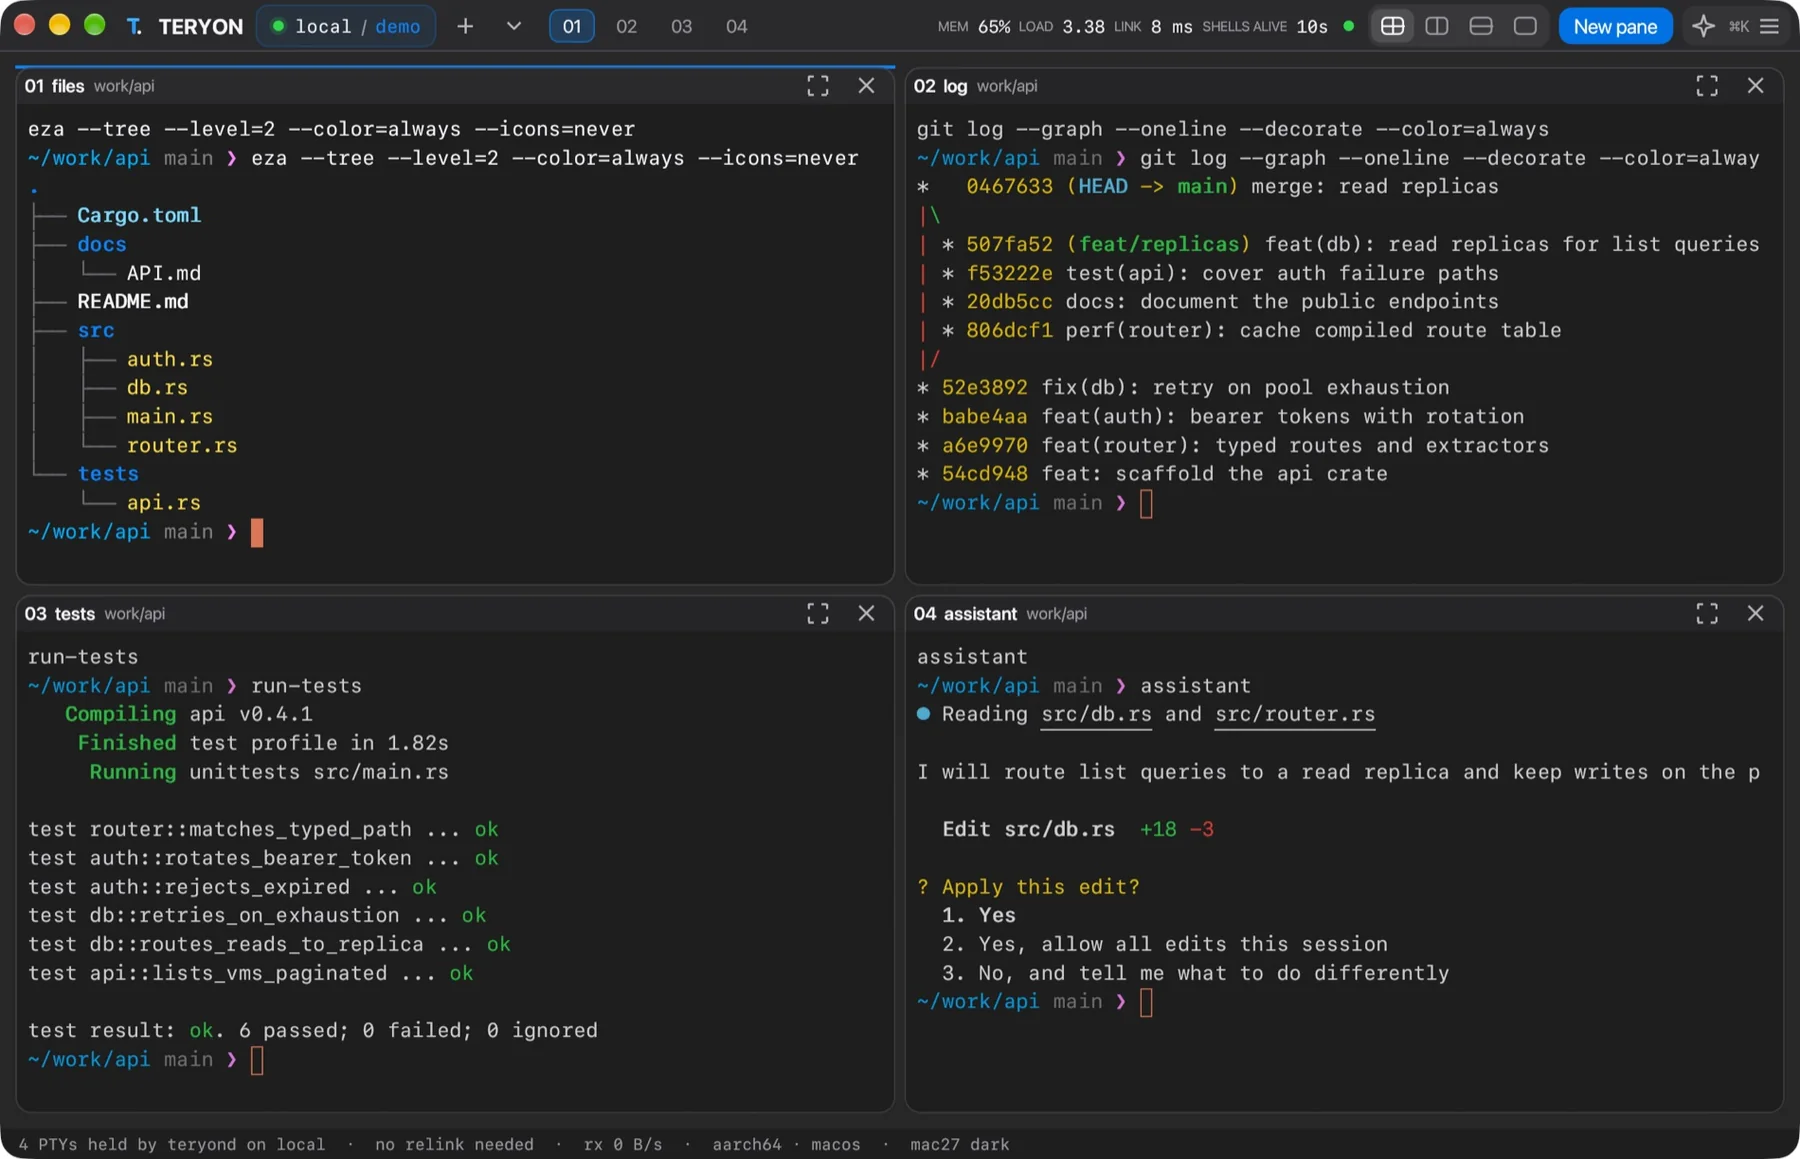 T. TERYON local / demo + 01 02 03 04 MEM 65% LOAD 3.38 LINK 8 ms SHELLS ALIVE 10s New pane ⌘K
01 files work/api
eza --tree --level=2 --color=always --icons=never
~/work/api main ❯ eza --tree --level=2 --color=always --icons=never
.
├── Cargo.toml
├── docs
│   └── API.md
├── README.md
├── src
│   ├── auth.rs
│   ├── db.rs
│   ├── main.rs
│   └── router.rs
└── tests
    └── api.rs
~/work/api main ❯
02 log work/api
git log --graph --oneline --decorate --color=always
~/work/api main ❯ git log --graph --oneline --decorate --color=alway
*   0467633 (HEAD -> main) merge: read replicas
|\
| * 507fa52 (feat/replicas) feat(db): read replicas for list queries
| * f53222e test(api): cover auth failure paths
| * 20db5cc docs: document the public endpoints
| * 806dcf1 perf(router): cache compiled route table
|/
* 52e3892 fix(db): retry on pool exhaustion
* babe4aa feat(auth): bearer tokens with rotation
* a6e9970 feat(router): typed routes and extractors
* 54cd948 feat: scaffold the api crate
~/work/api main ❯
03 tests work/api
run-tests
~/work/api main ❯ run-tests
Compiling api v0.4.1
Finished test profile in 1.82s
Running unittests src/main.rs
test router::matches_typed_path ... ok
test auth::rotates_bearer_token ... ok
test auth::rejects_expired ... ok
test db::retries_on_exhaustion ... ok
test db::routes_reads_to_replica ... ok
test api::lists_vms_paginated ... ok
test result: ok. 6 passed; 0 failed; 0 ignored
~/work/api main ❯
04 assistant work/api
assistant
~/work/api main ❯ assistant
● Reading src/db.rs and src/router.rs
I will route list queries to a read replica and keep writes on the p
Edit src/db.rs +18 -3
? Apply this edit?
1. Yes
2. Yes, allow all edits this session
3. No, and tell me what to do differently
~/work/api main ❯
4 PTYs held by teryond on local · no relink needed · rx 0 B/s · aarch64 · macos · mac27 dark